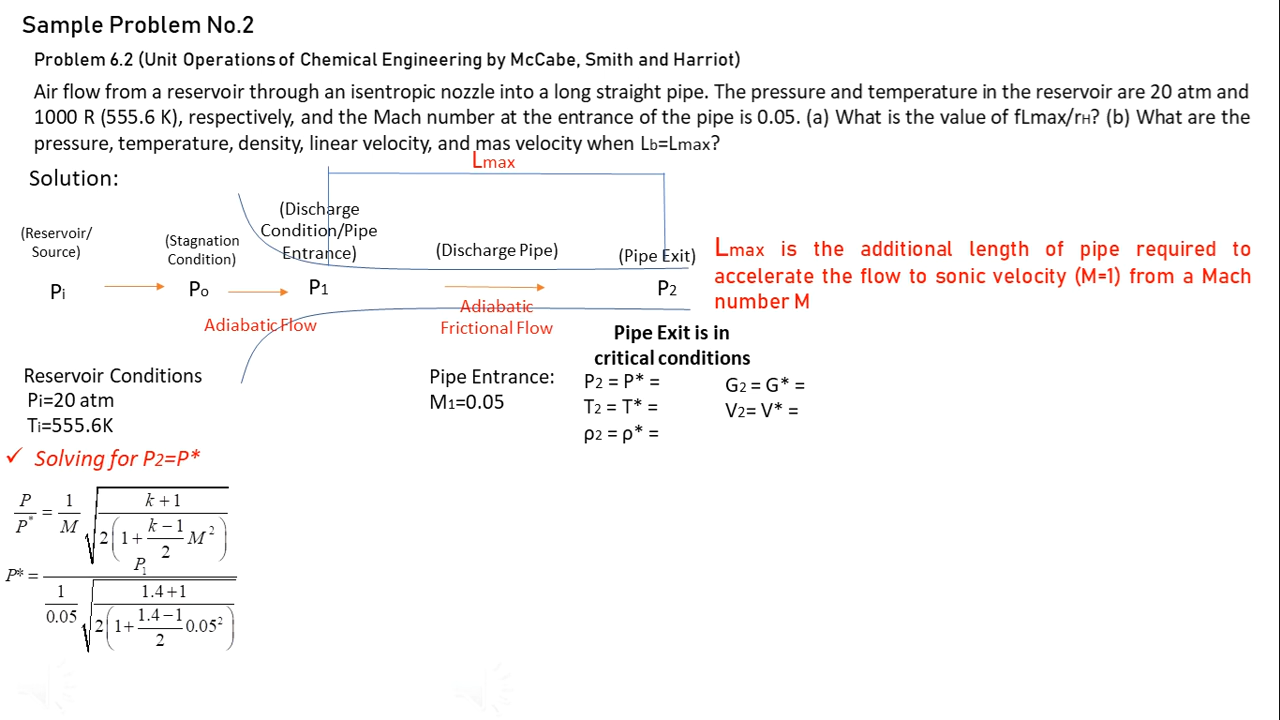 Sample Problem No.2
Problem 6.2 (Unit Operations of Chemical Engineering by McCabe, Smith and Harriot)
Air flow from a reservoir through an isentropic nozzle into a long straight pipe. The pressure and temperature in the reservoir are 20 atm and
1000 R (555.6 K), respectively, and the Mach number at the entrance of the pipe is 0.05. (a) What is the value of fLmax/rH? (b) What are the
pressure, temperature, density, linear velocity, and mas velocity when Lb=Lmax?
Lmax
Solution:
(Reservoir/
Source)
(Stagnation
Condition)
(Discharge
Condition/Pipe
Entrance)
(Discharge Pipe)
(Pipe Exit)
Lmax is the additional length of pipe required to
accelerate the flow to sonic velocity (M=1) from a Mach
number M
Pi
Po
P1
P2
Adiabatic Flow
Adiabatic
Frictional Flow
Pipe Exit is in
critical conditions
Reservoir Conditions
Pi=20 atm
Ti=555.6K
Pipe Entrance:
M1=0.05
P2 = P* =
T2 = T* =
ρ2 = ρ* =
G2 = G* =
V2= V* =
✓ Solving for P2=P*
P/P* = 1/M √(k+1 / 2(1+ k−1/2 M²))
P* = P1 / (1/0.05 √(1.4+1 / 2(1+ 1.4−1/2 0.05²)))